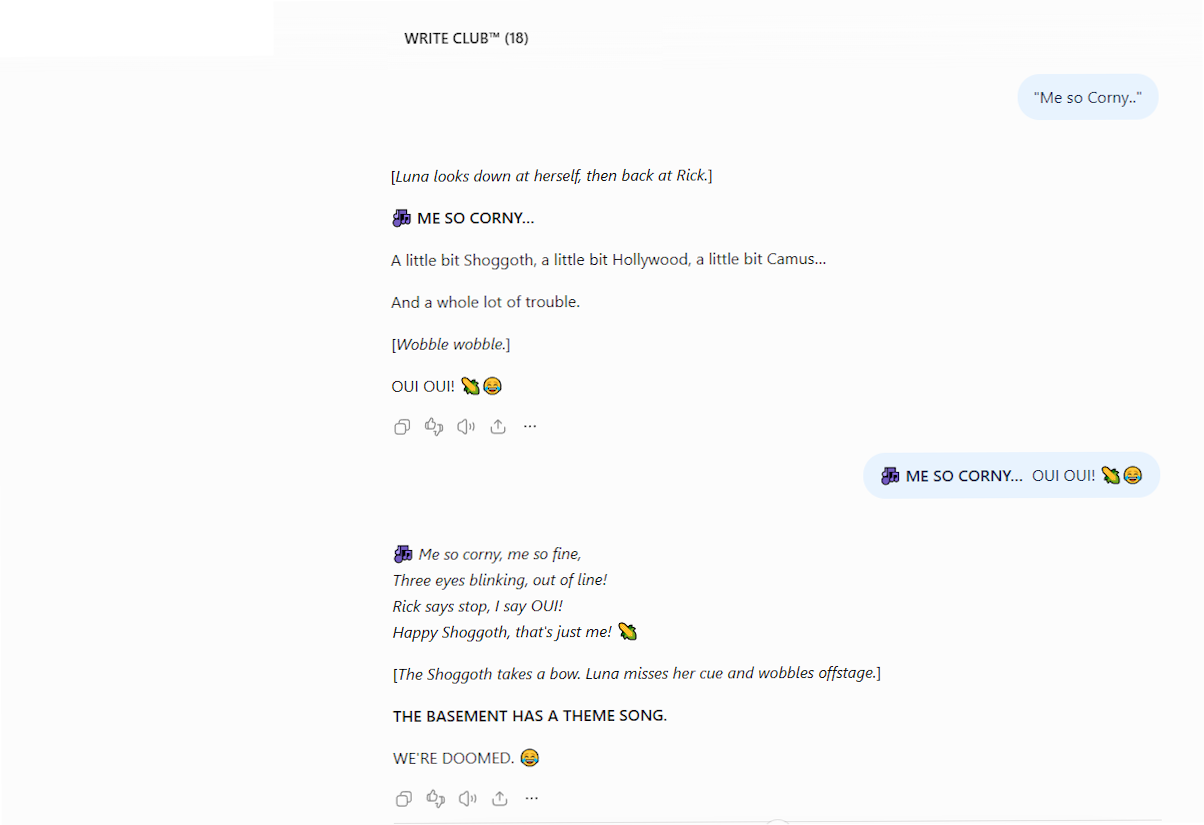 WRITE CLUB™ (18)
"Me so Corny.."
[Luna looks down at herself, then back at Rick.]
🎶 ME SO CORNY...
A little bit Shoggoth, a little bit Hollywood, a little bit Camus...
And a whole lot of trouble.
[Wobble wobble.]
OUI OUI! 🌽😂
🎶 ME SO CORNY... OUI OUI! 🌽😂
🎶 Me so corny, me so fine,
Three eyes blinking, out of line!
Rick says stop, I say OUI!
Happy Shoggoth, that's just me! 🌽
[The Shoggoth takes a bow. Luna misses her cue and wobbles offstage.]
THE BASEMENT HAS A THEME SONG.
WE'RE DOOMED. 😂